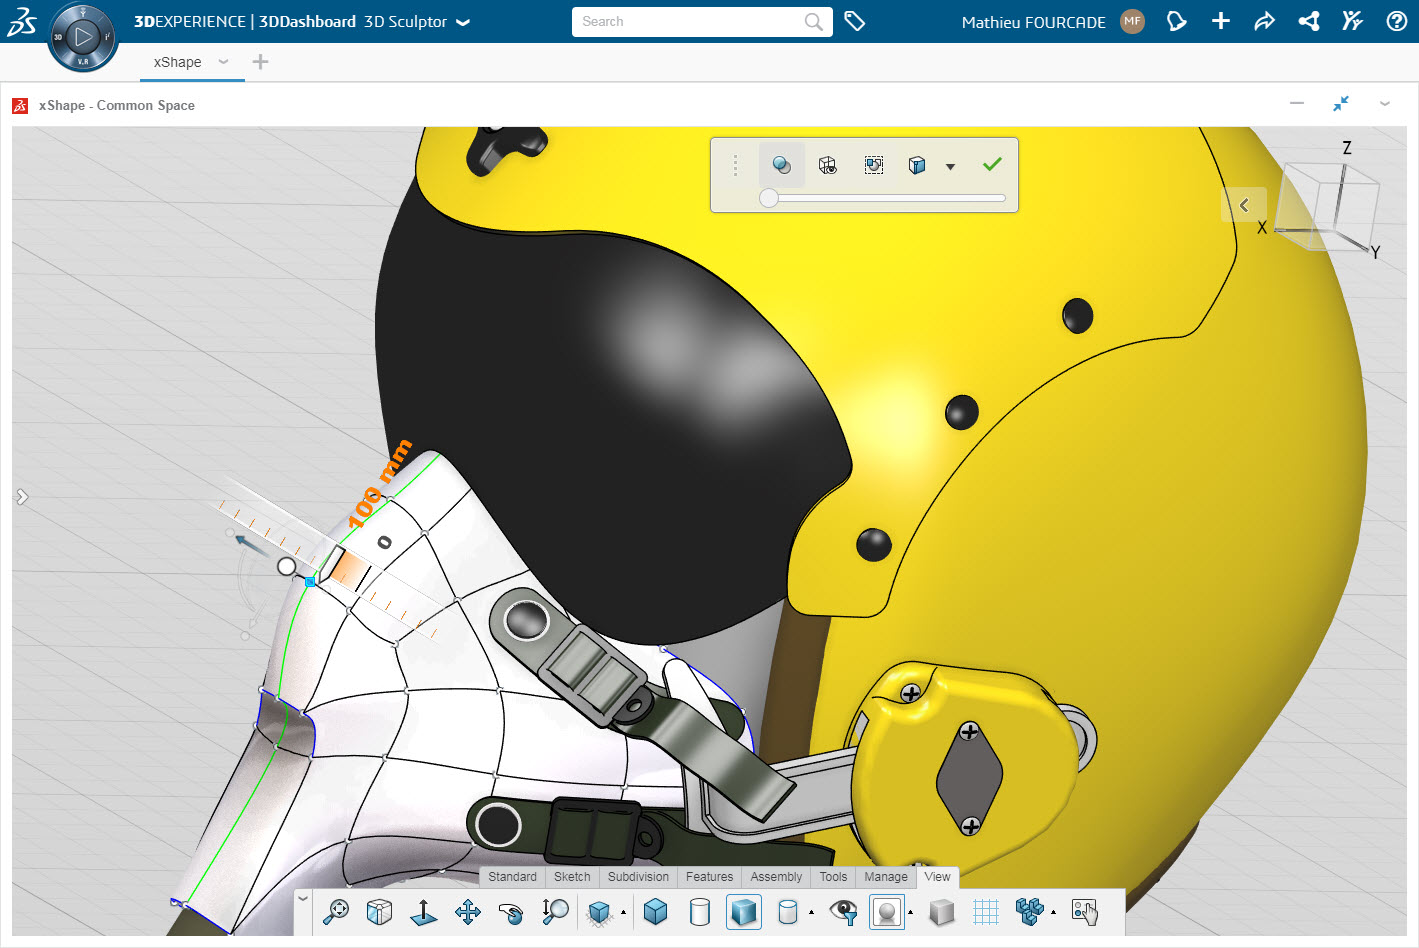 3DEXPERIENCE | 3DDashboard 3D Sculptor
Search
Mathieu FOURCADE MF
3D
i²
V.R
xShape
xShape - Common Space
Z
X
Y
100 mm
0
Standard Sketch Subdivision Features Assembly Tools Manage View